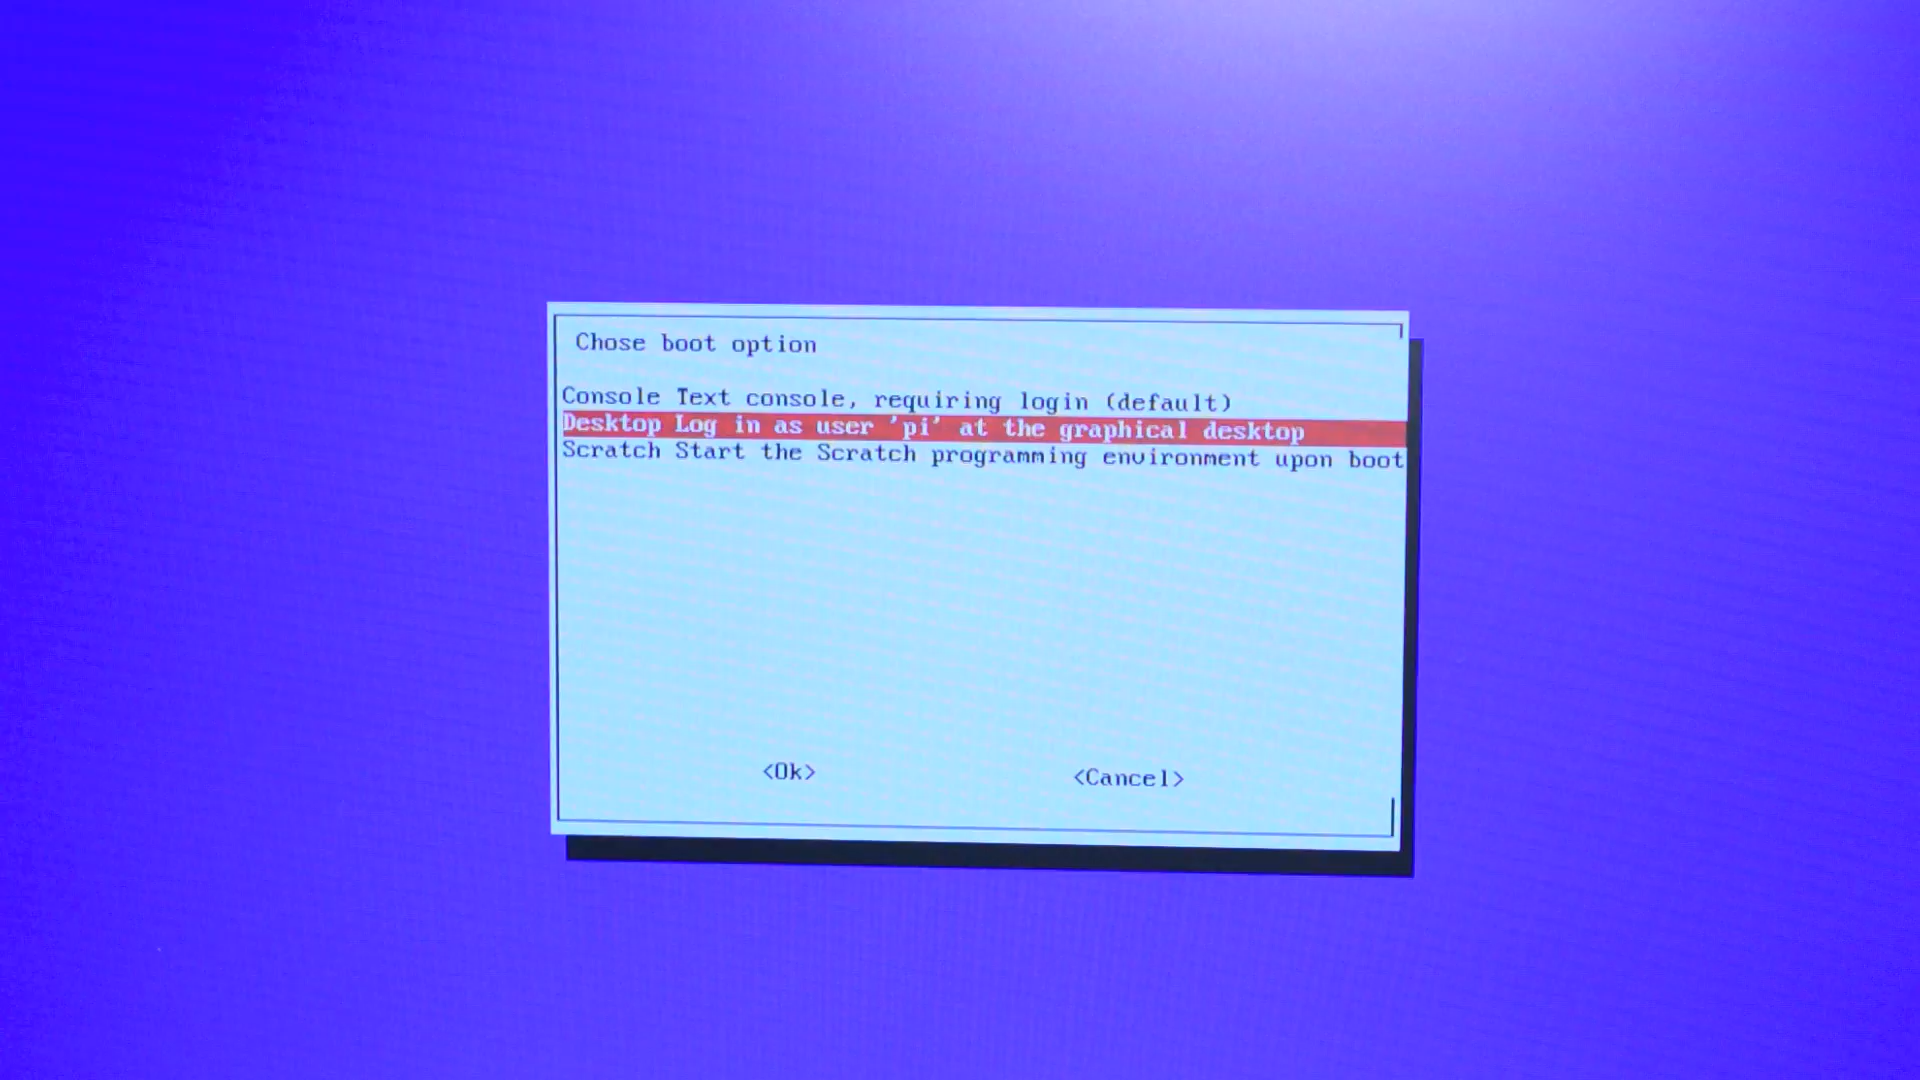 Chose boot option
Console Text console, requiring login (default)
Desktop Log in as user 'pi' at the graphical desktop
Scratch Start the Scratch programming environment upon boot
<Ok> <Cancel>